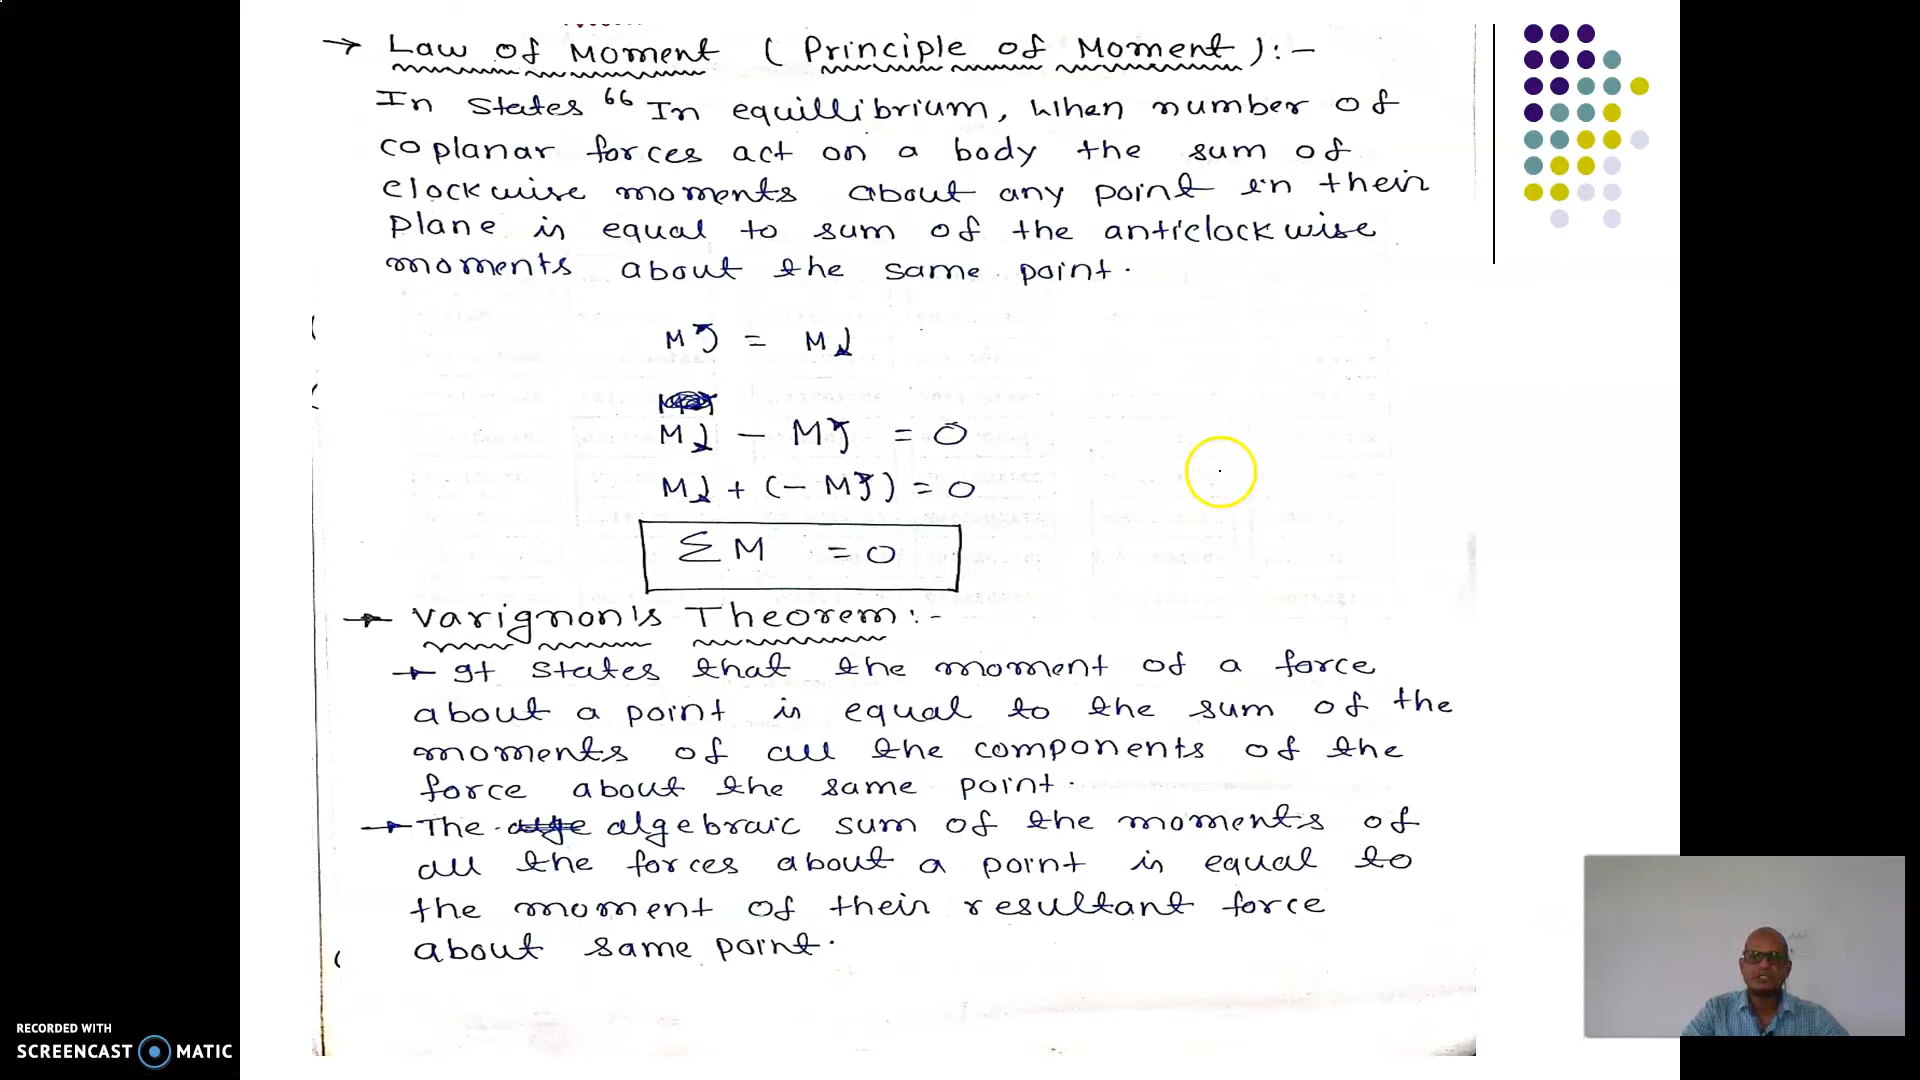 → Law of Moment (Principle of Moment):-
In states “ In equillibrium, when number of
coplanar forces act on a body the sum of
clockwise moments about any point in their
plane is equal to sum of the anticlockwise
moments about the same point.
M↺ = M↻
M↻ - M↺ = 0
M↻ + (- M↺) = 0
ΣM = 0
→ Varignon's Theorem:-
→ It states that the moment of a force
about a point is equal to the sum of the
moments of all the components of the
force about the same point.
→ The algebraic sum of the moments of
all the forces about a point is equal to
the moment of their resultant force
about same point.
RECORDED WITH
SCREENCAST MATIC